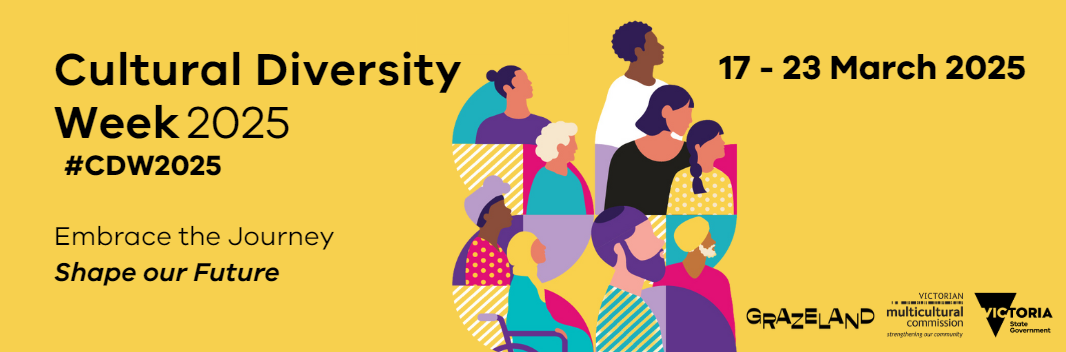 Cultural Diversity
Week 2025
#CDW2025
Embrace the Journey
Shape our Future
17 - 23 March 2025
GRAZELAND
VICTORIAN
multicultural
commission
strengthening our community
VICTORIA
State
Government